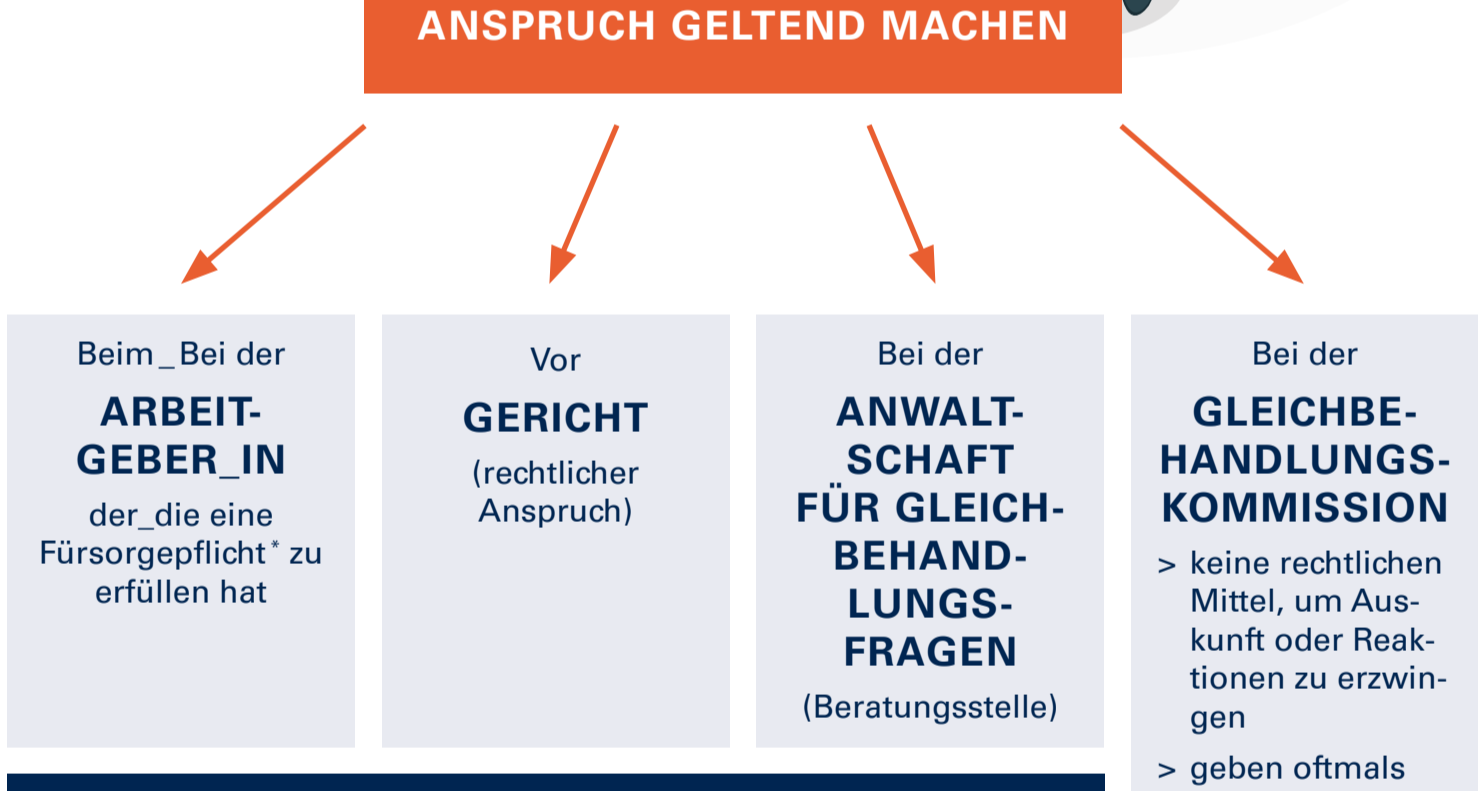 ANSPRUCH GELTEND MACHEN
Beim_Bei der
ARBEIT-
GEBER_IN
der_die eine
Fürsorgepflicht* zu
erfüllen hat
Vor
GERICHT
(rechtlicher
Anspruch)
Bei der
ANWALT-
SCHAFT
FÜR GLEICH-
BEHAND-
LUNGS-
FRAGEN
(Beratungsstelle)
Bei der
GLEICHBE-
HANDLUNGS-
KOMMISSION
> keine rechtlichen
Mittel, um Aus-
kunft oder Reak-
tionen zu erzwin-
gen
> geben oftmals